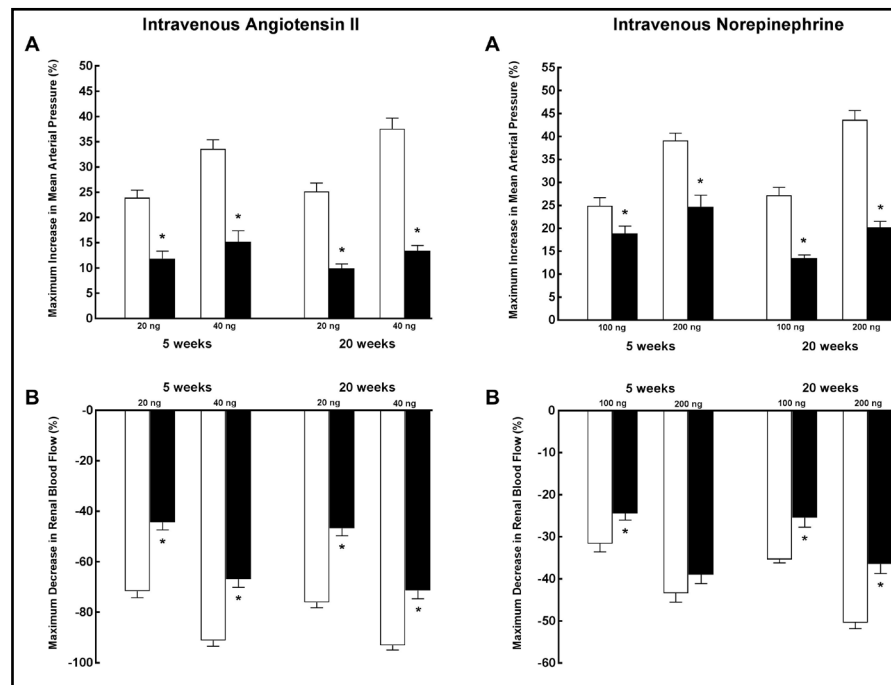 Intravenous Angiotensin II
A
Maximum Increase in Mean Arterial Pressure (%)
50
45
40
35
30
25
20
15
10
5
0
* * * *
20 ng 40 ng 20 ng 40 ng
5 weeks 20 weeks
B
5 weeks 20 weeks
20 ng 40 ng 20 ng 40 ng
Maximum Decrease in Renal Blood Flow (%)
-0
-20
-40
-60
-80
-100
* * * *
Intravenous Norepinephrine
A
Maximum Increase in Mean Arterial Pressure (%)
55
50
45
40
35
30
25
20
15
10
5
0
* * * *
100 ng 200 ng 100 ng 200 ng
5 weeks 20 weeks
B
5 weeks 20 weeks
100 ng 200 ng 100 ng 200 ng
Maximum Decrease in Renal Blood Flow (%)
-0
-10
-20
-30
-40
-50
-60
* * *